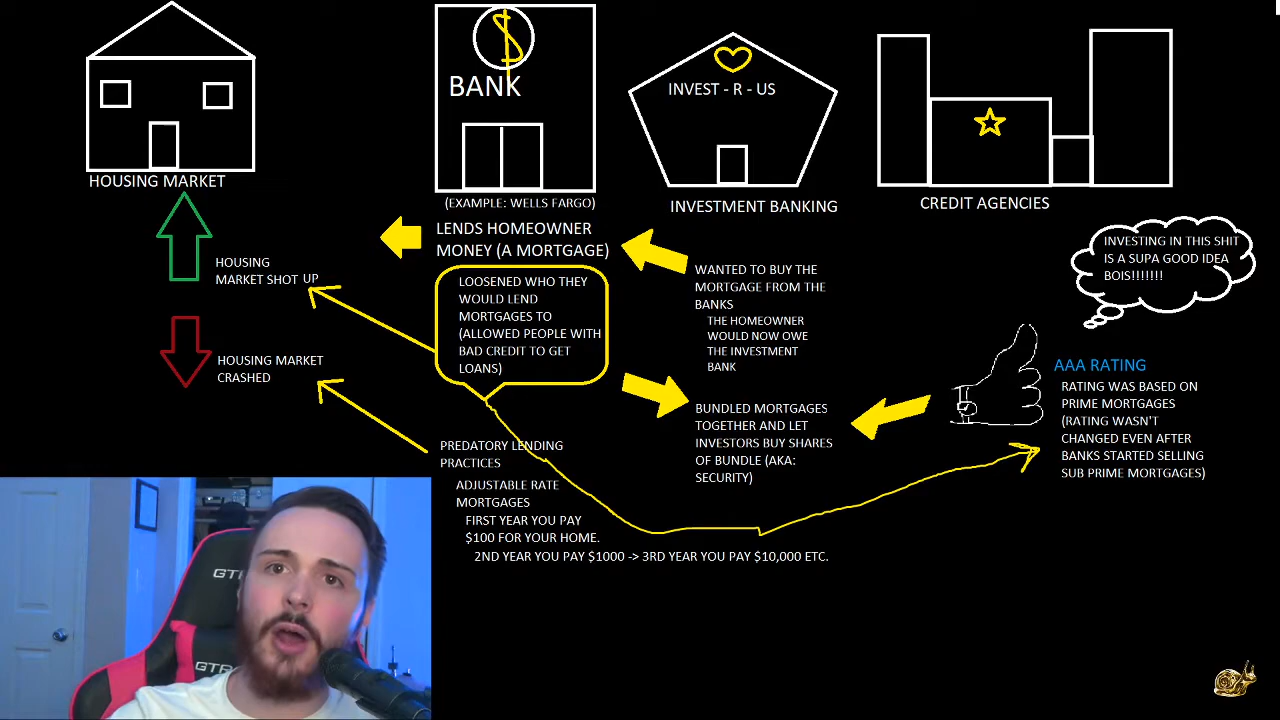 BANK
INVEST - R - US
HOUSING MARKET
(EXAMPLE: WELLS FARGO)
INVESTMENT BANKING
CREDIT AGENCIES
LENDS HOMEOWNER
MONEY (A MORTGAGE)
HOUSING
MARKET SHOT UP
LOOSENED WHO THEY
WOULD LEND
MORTGAGES TO
(ALLOWED PEOPLE WITH
BAD CREDIT TO GET
LOANS)
WANTED TO BUY THE
MORTGAGE FROM THE
BANKS
THE HOMEOWNER
WOULD NOW OWE
THE INVESTMENT
BANK
INVESTING IN THIS SHIT
IS A SUPA GOOD IDEA
BOIS!!!!!!!
HOUSING MARKET
CRASHED
BUNDLED MORTGAGES
TOGETHER AND LET
INVESTORS BUY SHARES
OF BUNDLE (AKA:
SECURITY)
AAA RATING
RATING WAS BASED ON
PRIME MORTGAGES
(RATING WASN'T
CHANGED EVEN AFTER
BANKS STARTED SELLING
SUB PRIME MORTGAGES)
PREDATORY LENDING
PRACTICES
ADJUSTABLE RATE
MORTGAGES
FIRST YEAR YOU PAY
$100 FOR YOUR HOME.
2ND YEAR YOU PAY $1000 -> 3RD YEAR YOU PAY $10,000 ETC.